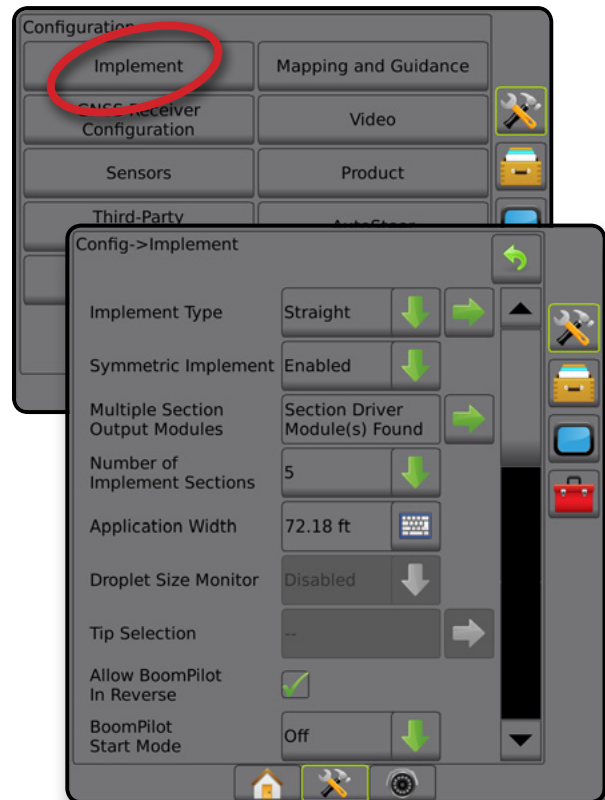 Configuration
Implement
Mapping and Guidance
GNSS Receiver
Configuration
Video
Sensors
Product
Third-Party
Config->Implement
Implement Type
Straight
Symmetric Implement
Enabled
Multiple Section
Output Modules
Section Driver
Module(s) Found
Number of
Implement Sections
5
Application Width
72.18 ft
Droplet Size Monitor
Disabled
Tip Selection
--
Allow BoomPilot
In Reverse
BoomPilot
Start Mode
Off